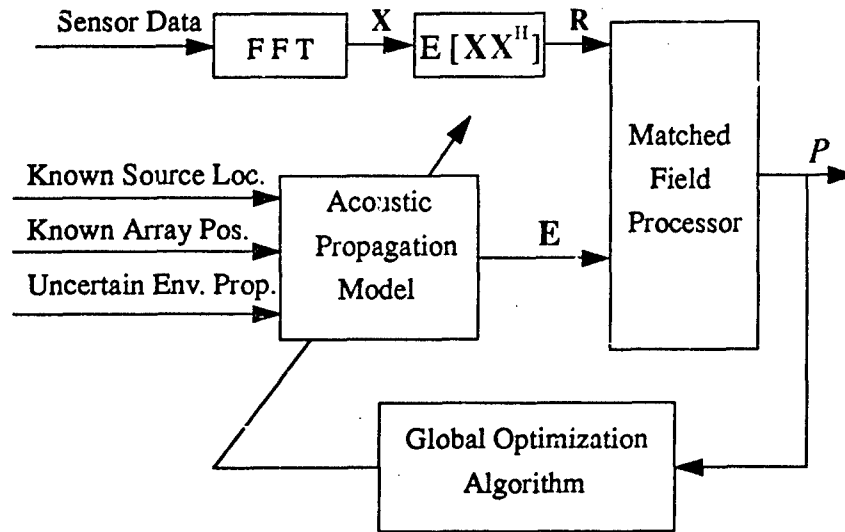 Sensor Data
F F T
X
E [XX^H]
R
Matched
Field
Processor
P
Known Source Loc.
Known Array Pos.
Uncertain Env. Prop.
Acoustic
Propagation
Model
E
Global Optimization
Algorithm